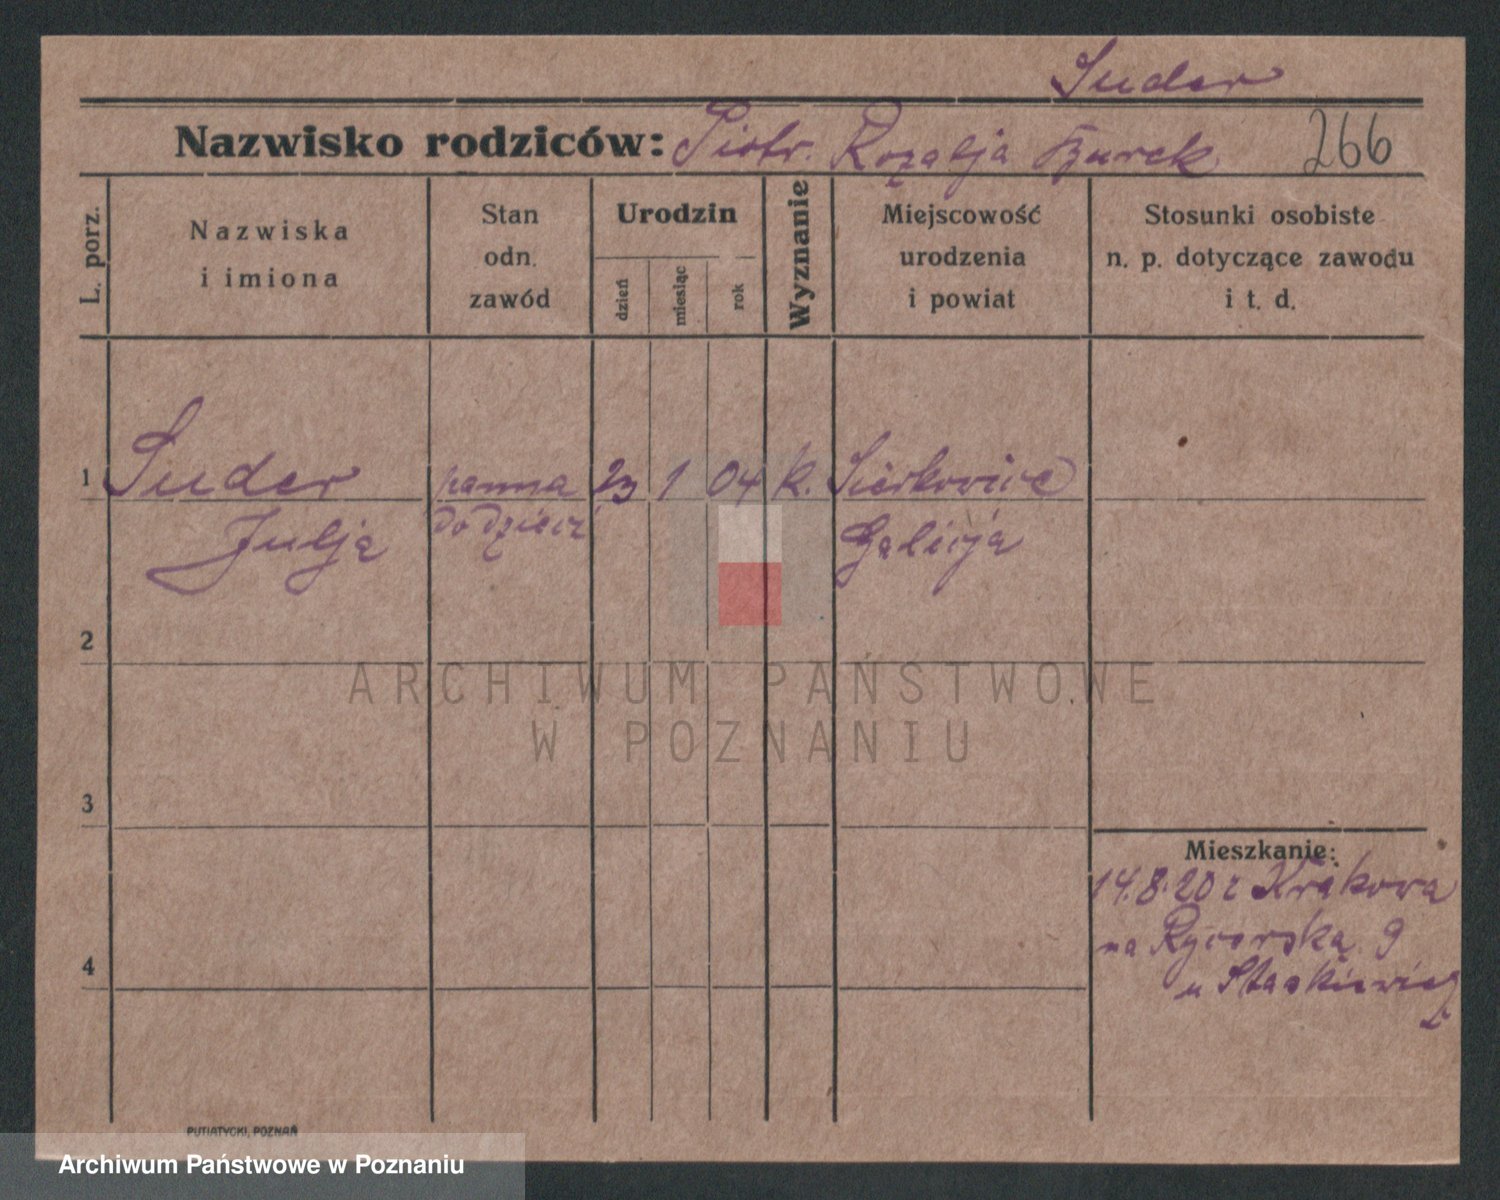 Suder
Nazwisko rodziców: Piotr. Rozalja Burek 266
L. porz.
Nazwiska
i imiona
Stan
odn.
zawód
Urodzin
dzień
miesiąc
rok
Wyznanie
Miejscowość
urodzenia
i powiat
Stosunki osobiste
n. p. dotyczące zawodu
i t. d.
1 Suder panna 23 1 04 k.
Julja do dzieci Galicja
2
3
Mieszkanie:
14.8.20 z Krakowa
na Rycerska 9
4
u
PUTIATYCKI, POZNAŃ
ARCHIWUM PAŃSTWOWE
W POZNANIU
Archiwum Państwowe w Poznaniu